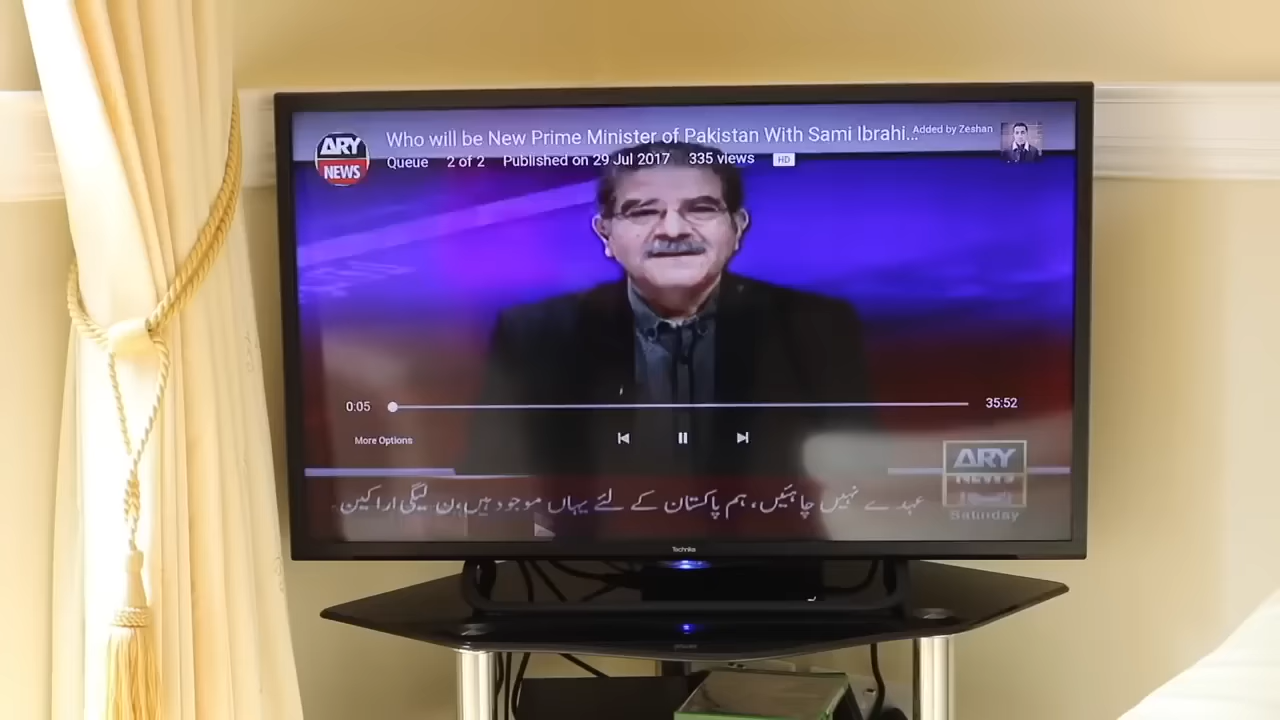 ARY
NEWS
Who will be New Prime Minister of Pakistan With Sami Ibrahi...
Added by Zeshan
Queue 2 of 2 Published on 29 Jul 2017 335 views HD
0:05
35:52
More Options
ARY
NEWS
عہدے نہیں چاہئیں، ہم پاکستان کے لئے یہاں موجود ہیں،ن لیگی اراکین
Saturday
Technika